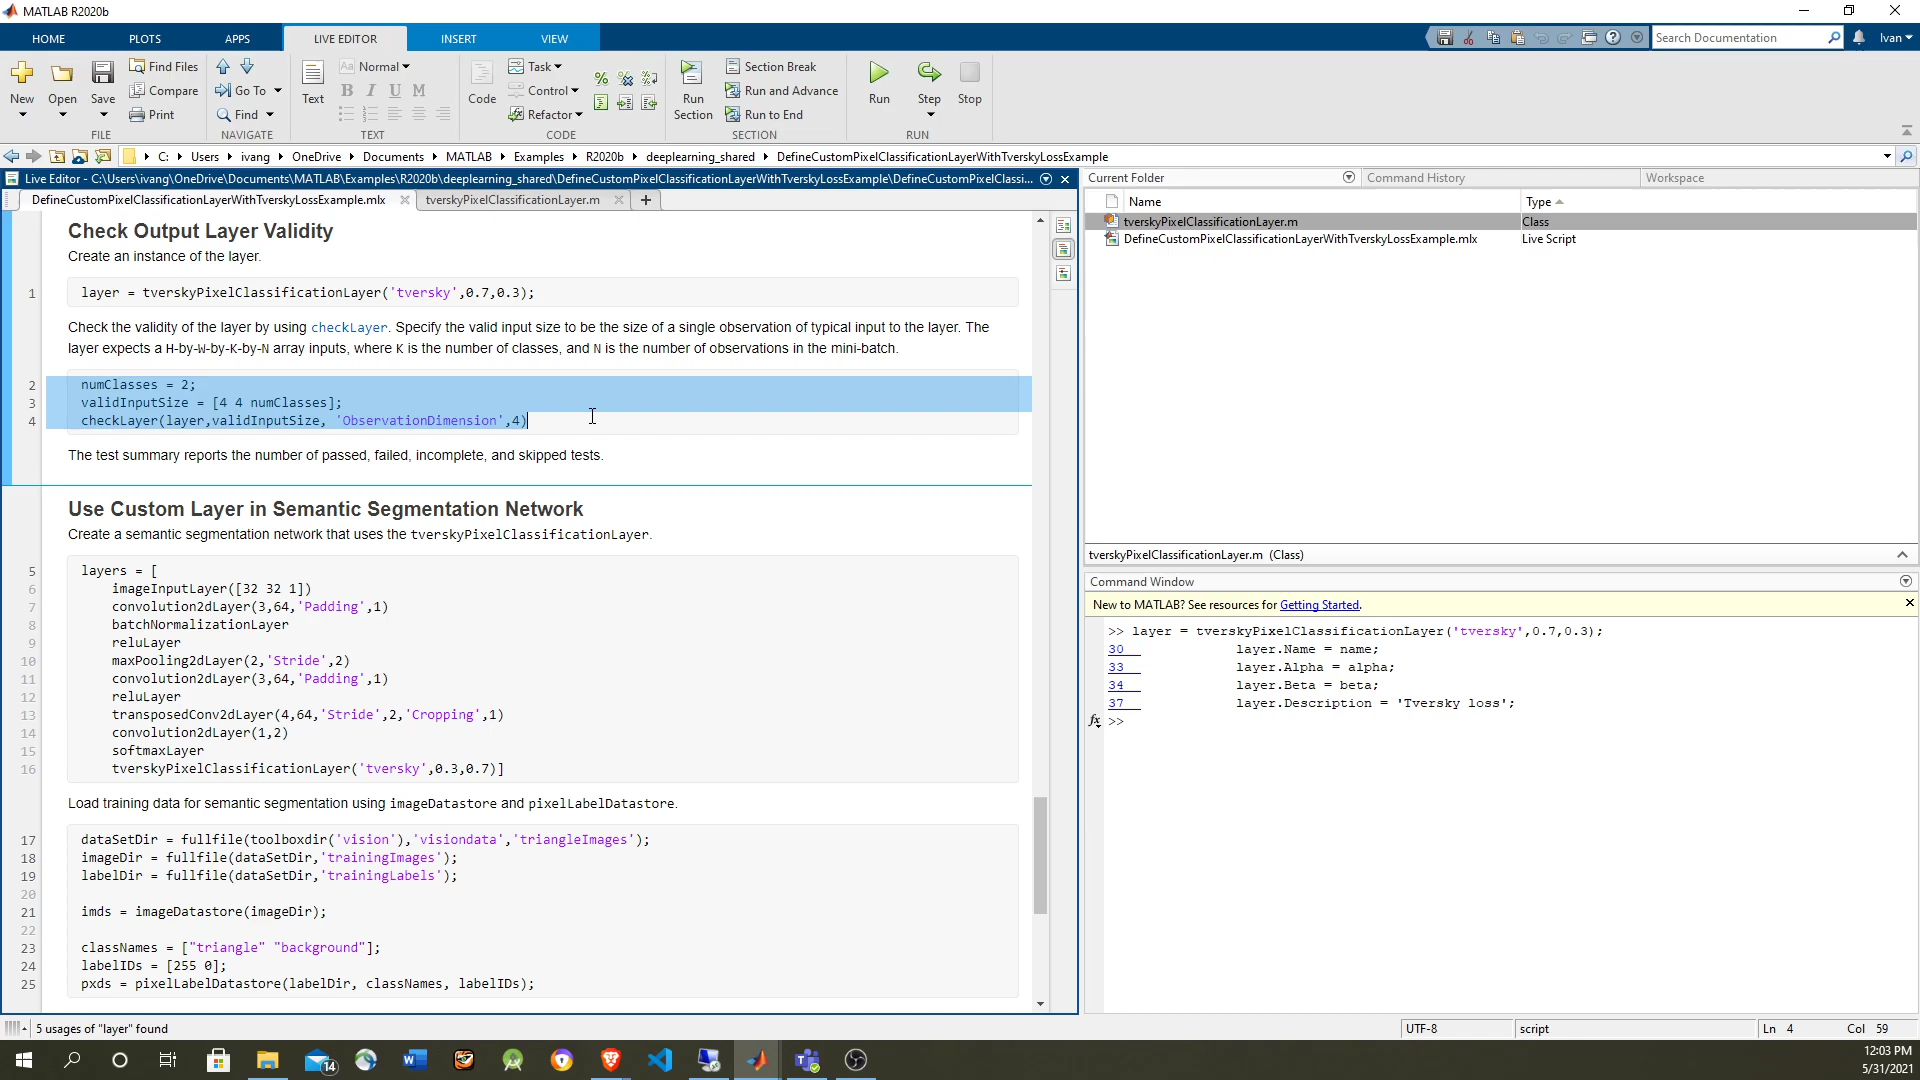 MATLAB R2020b
HOME PLOTS APPS LIVE EDITOR INSERT VIEW
Search Documentation Ivan
New Open Save Find Files Compare Print
FILE
Go To Find
NAVIGATE
Text Aa Normal B I U M
TEXT
Code Task Control Refactor
CODE
Run Section Section Break Run and Advance Run to End
SECTION
Run Step Stop
RUN
C: Users ivang OneDrive Documents MATLAB Examples R2020b deeplearning_shared DefineCustomPixelClassificationLayerWithTverskyLossExample
Live Editor - C:\Users\ivang\OneDrive\Documents\MATLAB\Examples\R2020b\deeplearning_shared\DefineCustomPixelClassificationLayerWithTverskyLossExample\DefineCustomPixelClassi...
DefineCustomPixelClassificationLayerWithTverskyLossExample.mlx tverskyPixelClassificationLayer.m
Check Output Layer Validity
Create an instance of the layer.
1 layer = tverskyPixelClassificationLayer('tversky',0.7,0.3);
Check the validity of the layer by using checkLayer. Specify the valid input size to be the size of a single observation of typical input to the layer. The
layer expects a H-by-W-by-K-by-N array inputs, where K is the number of classes, and N is the number of observations in the mini-batch.
2 numClasses = 2;
3 validInputSize = [4 4 numClasses];
4 checkLayer(layer,validInputSize, 'ObservationDimension',4)
The test summary reports the number of passed, failed, incomplete, and skipped tests.
Use Custom Layer in Semantic Segmentation Network
Create a semantic segmentation network that uses the tverskyPixelClassificationLayer.
5 layers = [
6 imageInputLayer([32 32 1])
7 convolution2dLayer(3,64,'Padding',1)
8 batchNormalizationLayer
9 reluLayer
10 maxPooling2dLayer(2,'Stride',2)
11 convolution2dLayer(3,64,'Padding',1)
12 reluLayer
13 transposedConv2dLayer(4,64,'Stride',2,'Cropping',1)
14 convolution2dLayer(1,2)
15 softmaxLayer
16 tverskyPixelClassificationLayer('tversky',0.3,0.7)]
Load training data for semantic segmentation using imageDatastore and pixelLabelDatastore.
17 dataSetDir = fullfile(toolboxdir('vision'),'visiondata','triangleImages');
18 imageDir = fullfile(dataSetDir,'trainingImages');
19 labelDir = fullfile(dataSetDir,'trainingLabels');
20
21 imds = imageDatastore(imageDir);
22
23 classNames = ["triangle" "background"];
24 labelIDs = [255 0];
25 pxds = pixelLabelDatastore(labelDir, classNames, labelIDs);
Current Folder Command History Workspace
Name Type
tverskyPixelClassificationLayer.m Class
DefineCustomPixelClassificationLayerWithTverskyLossExample.mlx Live Script
tverskyPixelClassificationLayer.m (Class)
Command Window
New to MATLAB? See resources for Getting Started.
>> layer = tverskyPixelClassificationLayer('tversky',0.7,0.3);
30 layer.Name = name;
33 layer.Alpha = alpha;
34 layer.Beta = beta;
37 layer.Description = 'Tversky loss';
fx >>
5 usages of "layer" found
UTF-8 script Ln 4 Col 59
14
12:03 PM
5/31/2021